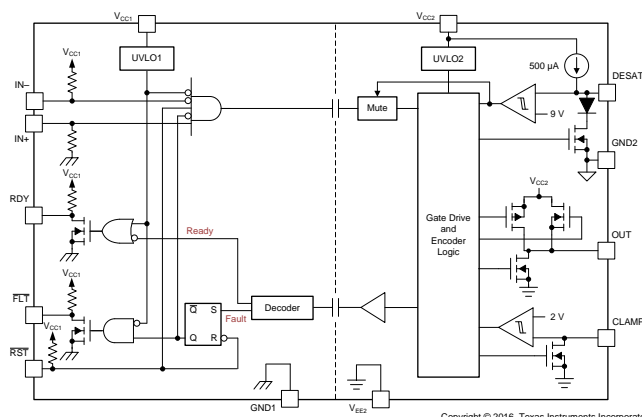 VCC1
VCC2
VCC1
UVLO1
UVLO2
500 µA
DESAT
IN–
Mute
9 V
IN+
GND2
RDY
VCC1
VCC2
Ready
Gate Drive
and
Encoder
Logic
OUT
FLT
VCC1
Q
S
Decoder
2 V
CLAMP
VCC1
Fault
Q
R
RST
GND1
VEE2
Copyright © 2016, Texas Instruments Incorporate